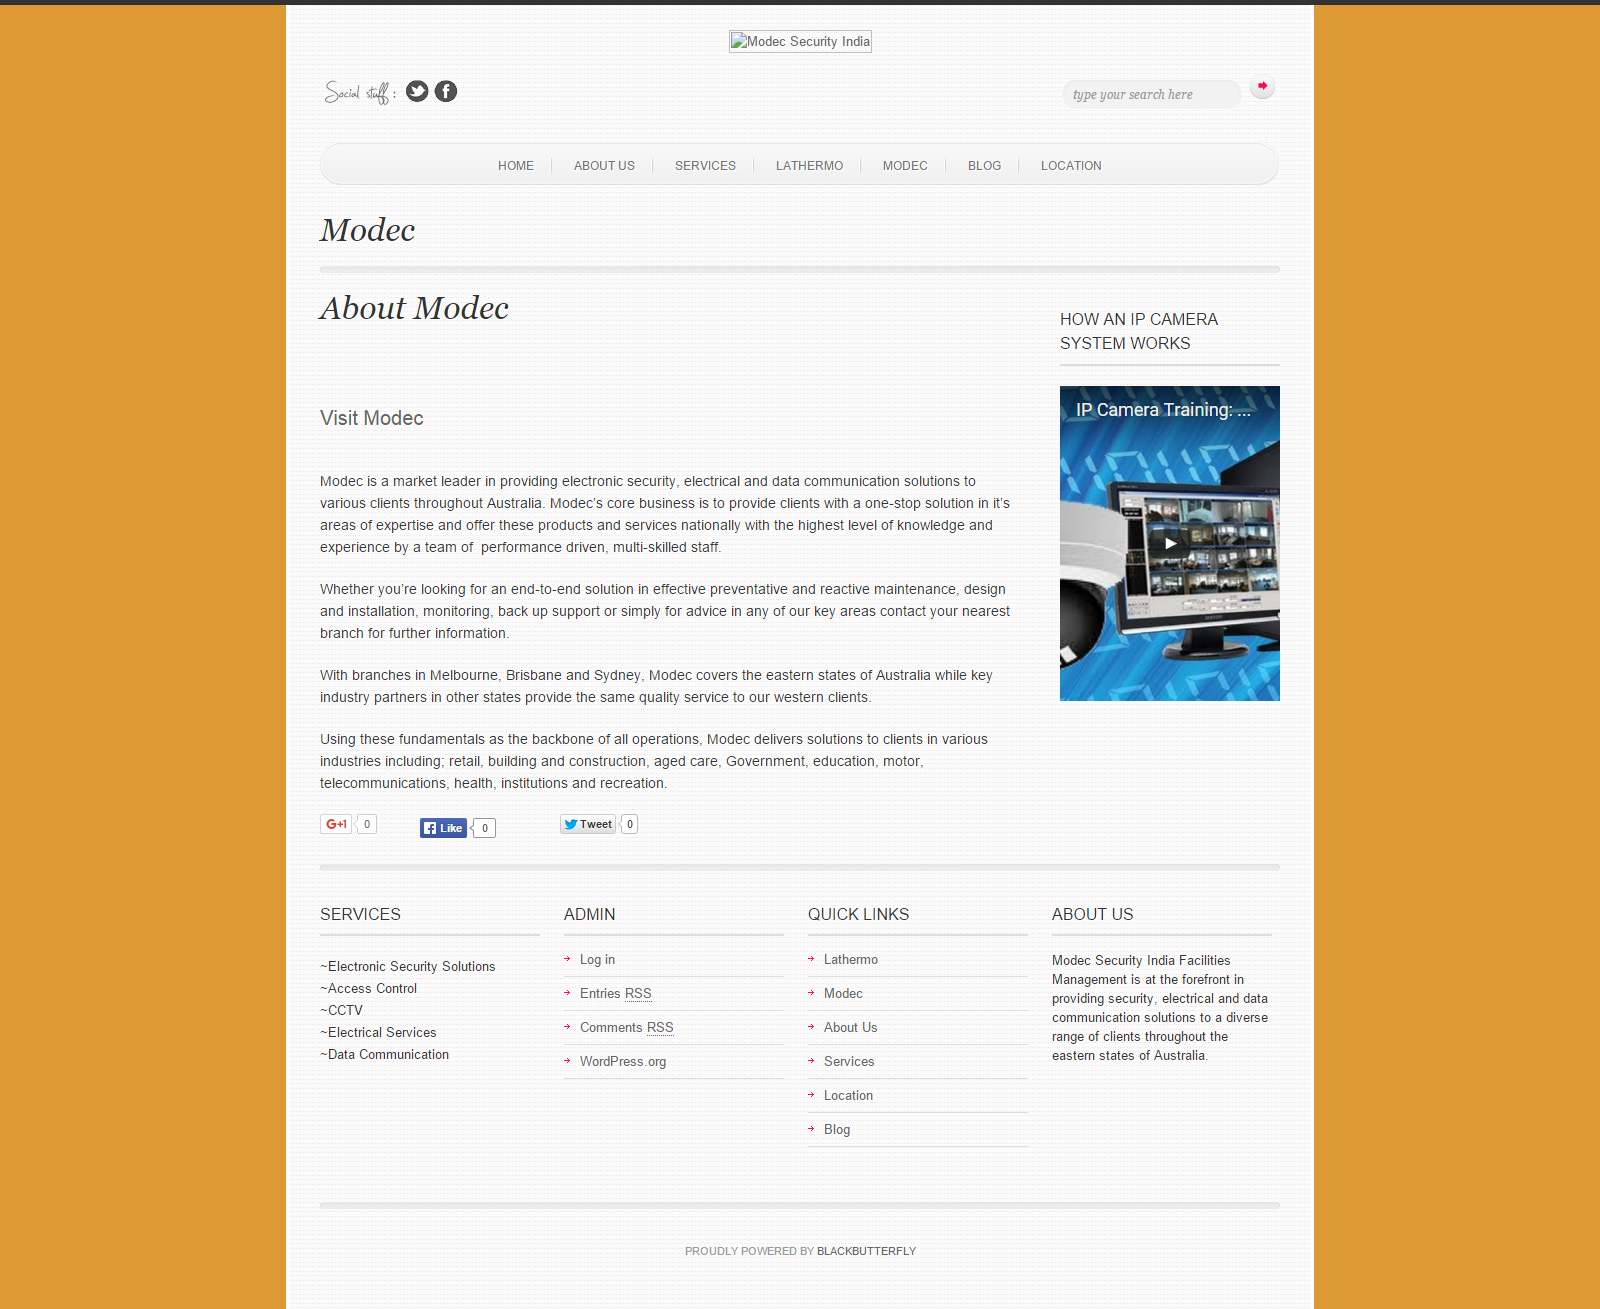 Modec Security India
Social stuff :
type your search here
HOME
ABOUT US
SERVICES
LATHERMO
MODEC
BLOG
LOCATION
Modec
About Modec
Visit Modec
Modec is a market leader in providing electronic security, electrical and data communication solutions to
various clients throughout Australia. Modec's core business is to provide clients with a one-stop solution in it's
areas of expertise and offer these products and services nationally with the highest level of knowledge and
experience by a team of  performance driven, multi-skilled staff.
Whether you're looking for an end-to-end solution in effective preventative and reactive maintenance, design
and installation, monitoring, back up support or simply for advice in any of our key areas contact your nearest
branch for further information.
With branches in Melbourne, Brisbane and Sydney, Modec covers the eastern states of Australia while key
industry partners in other states provide the same quality service to our western clients.
Using these fundamentals as the backbone of all operations, Modec delivers solutions to clients in various
industries including; retail, building and construction, aged care, Government, education, motor,
telecommunications, health, institutions and recreation.
G+1 0
Like 0
Tweet 0
HOW AN IP CAMERA
SYSTEM WORKS
IP Camera Training: ...
SERVICES
~Electronic Security Solutions
~Access Control
~CCTV
~Electrical Services
~Data Communication
ADMIN
Log in
Entries RSS
Comments RSS
WordPress.org
QUICK LINKS
Lathermo
Modec
About Us
Services
Location
Blog
ABOUT US
Modec Security India Facilities
Management is at the forefront in
providing security, electrical and data
communication solutions to a diverse
range of clients throughout the
eastern states of Australia.
PROUDLY POWERED BY BLACKBUTTERFLY